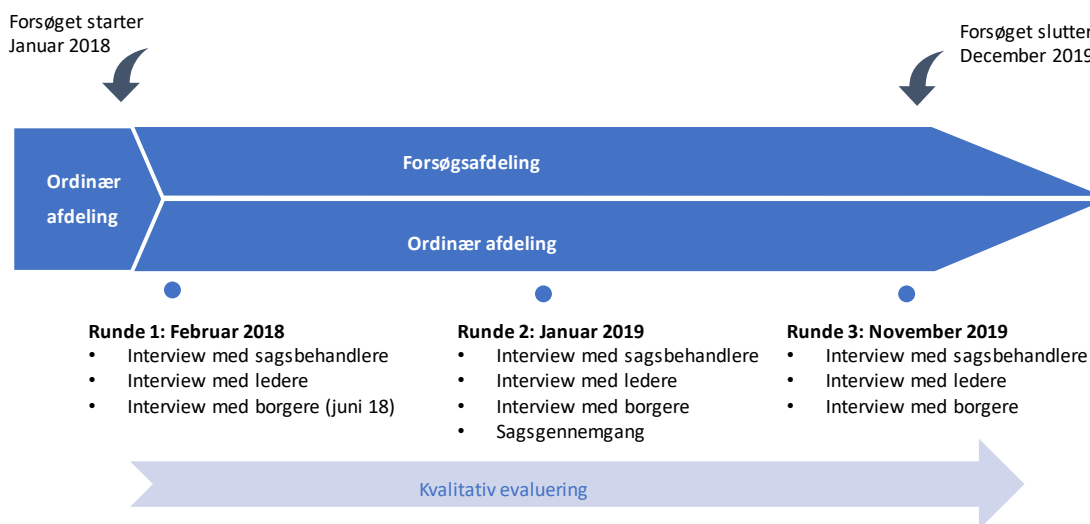 Forsøget starter
Januar 2018
Forsøget slutter
December 2019
Ordinær
afdeling
Forsøgsafdeling
Ordinær afdeling
Runde 1: Februar 2018
• Interview med sagsbehandlere
• Interview med ledere
• Interview med borgere (juni 18)
Runde 2: Januar 2019
• Interview med sagsbehandlere
• Interview med ledere
• Interview med borgere
• Sagsgennemgang
Runde 3: November 2019
• Interview med sagsbehandlere
• Interview med ledere
• Interview med borgere
Kvalitativ evaluering